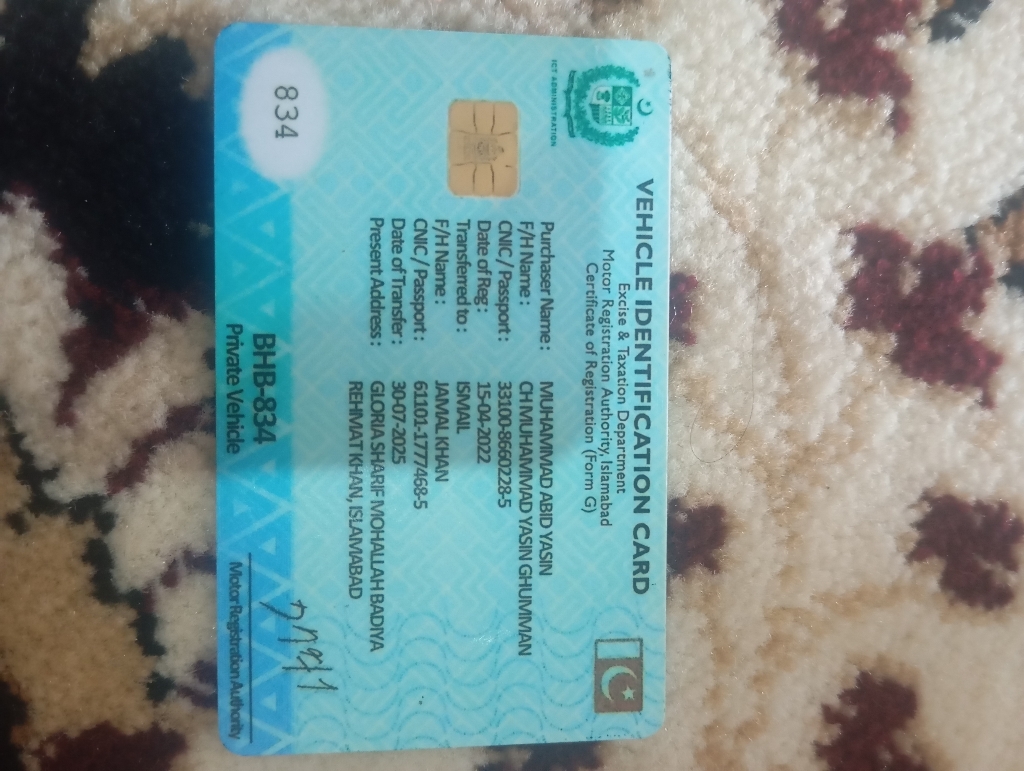 ICT ADMINISTRATION
VEHICLE IDENTIFICATION CARD
Excise & Taxation Department
Motor Registration Authority, Islamabad
Certificate of Registration (Form G)
Purchaser Name : MUHAMMAD ABID YASIN
F/H Name : CH MUHAMMAD YASIN GHUMMAN
CNIC / Passport : 33100-8660228-5
Date of Reg : 15-04-2022
Transferred to : ISMAIL
F/H Name : JAMAL KHAN
CNIC / Passport : 61101-1777468-5
Date of Transfer : 30-07-2025
Present Address : GLORIA SHARIF MOHALLAH BADIYA
REHMAT KHAN, ISLAMABAD
834
BHB-834
Private Vehicle
Motor Registration Authority